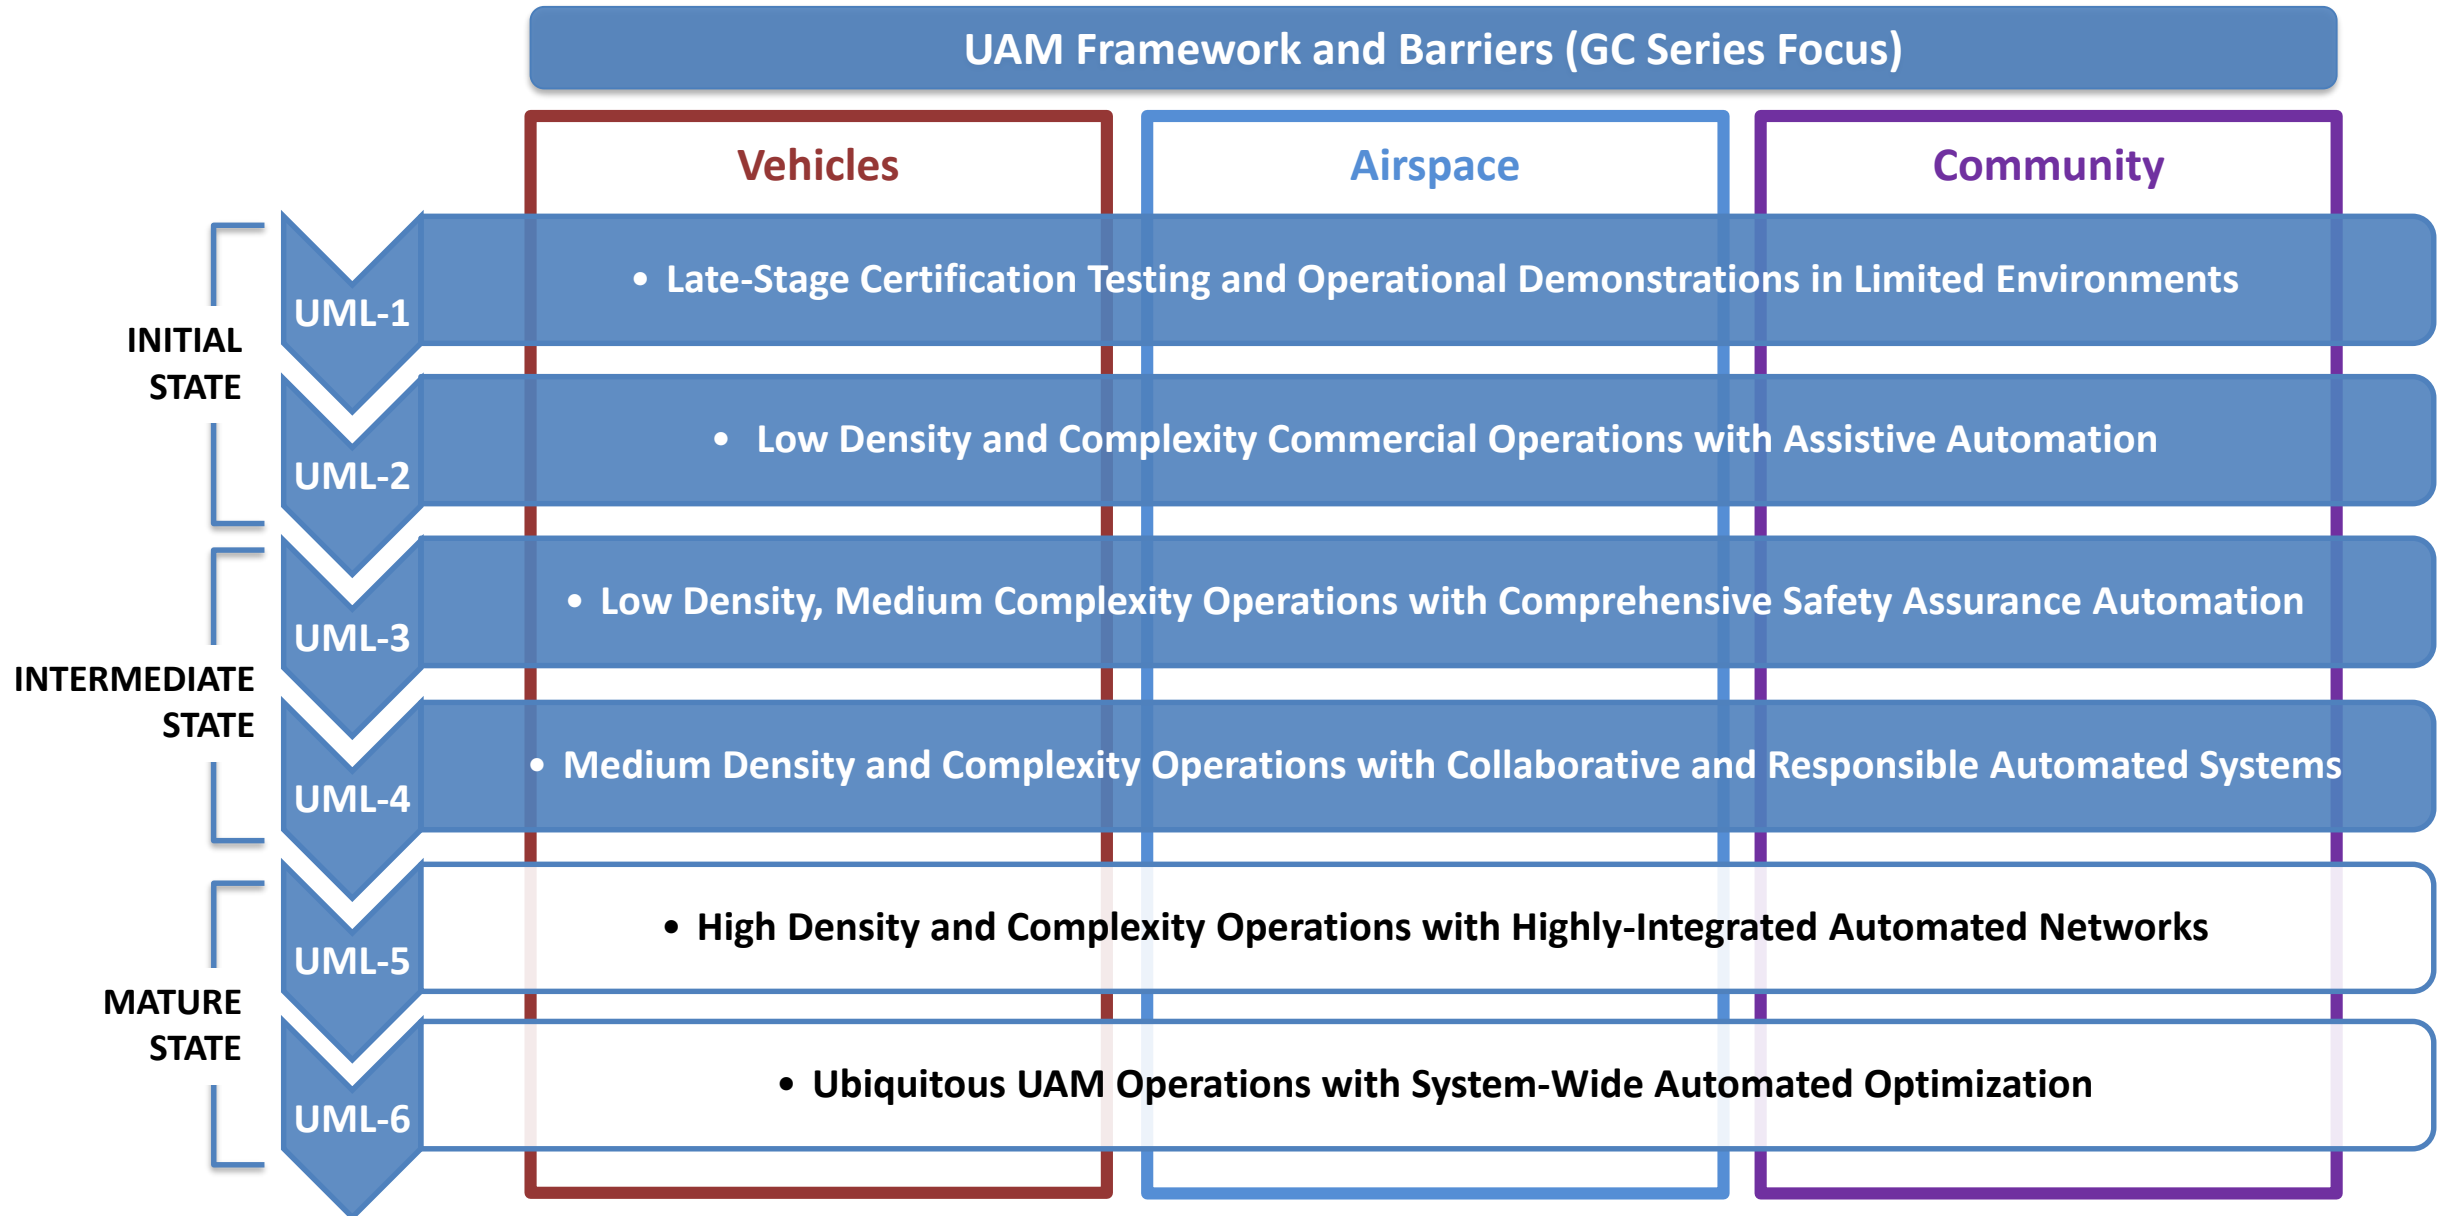 UAM Framework and Barriers (GC Series Focus)
Vehicles
Airspace
Community
INITIAL
STATE
UML-1
• Late-Stage Certification Testing and Operational Demonstrations in Limited Environments
UML-2
• Low Density and Complexity Commercial Operations with Assistive Automation
INTERMEDIATE
STATE
UML-3
• Low Density, Medium Complexity Operations with Comprehensive Safety Assurance Automation
UML-4
• Medium Density and Complexity Operations with Collaborative and Responsible Automated Systems
MATURE
STATE
UML-5
• High Density and Complexity Operations with Highly-Integrated Automated Networks
UML-6
• Ubiquitous UAM Operations with System-Wide Automated Optimization